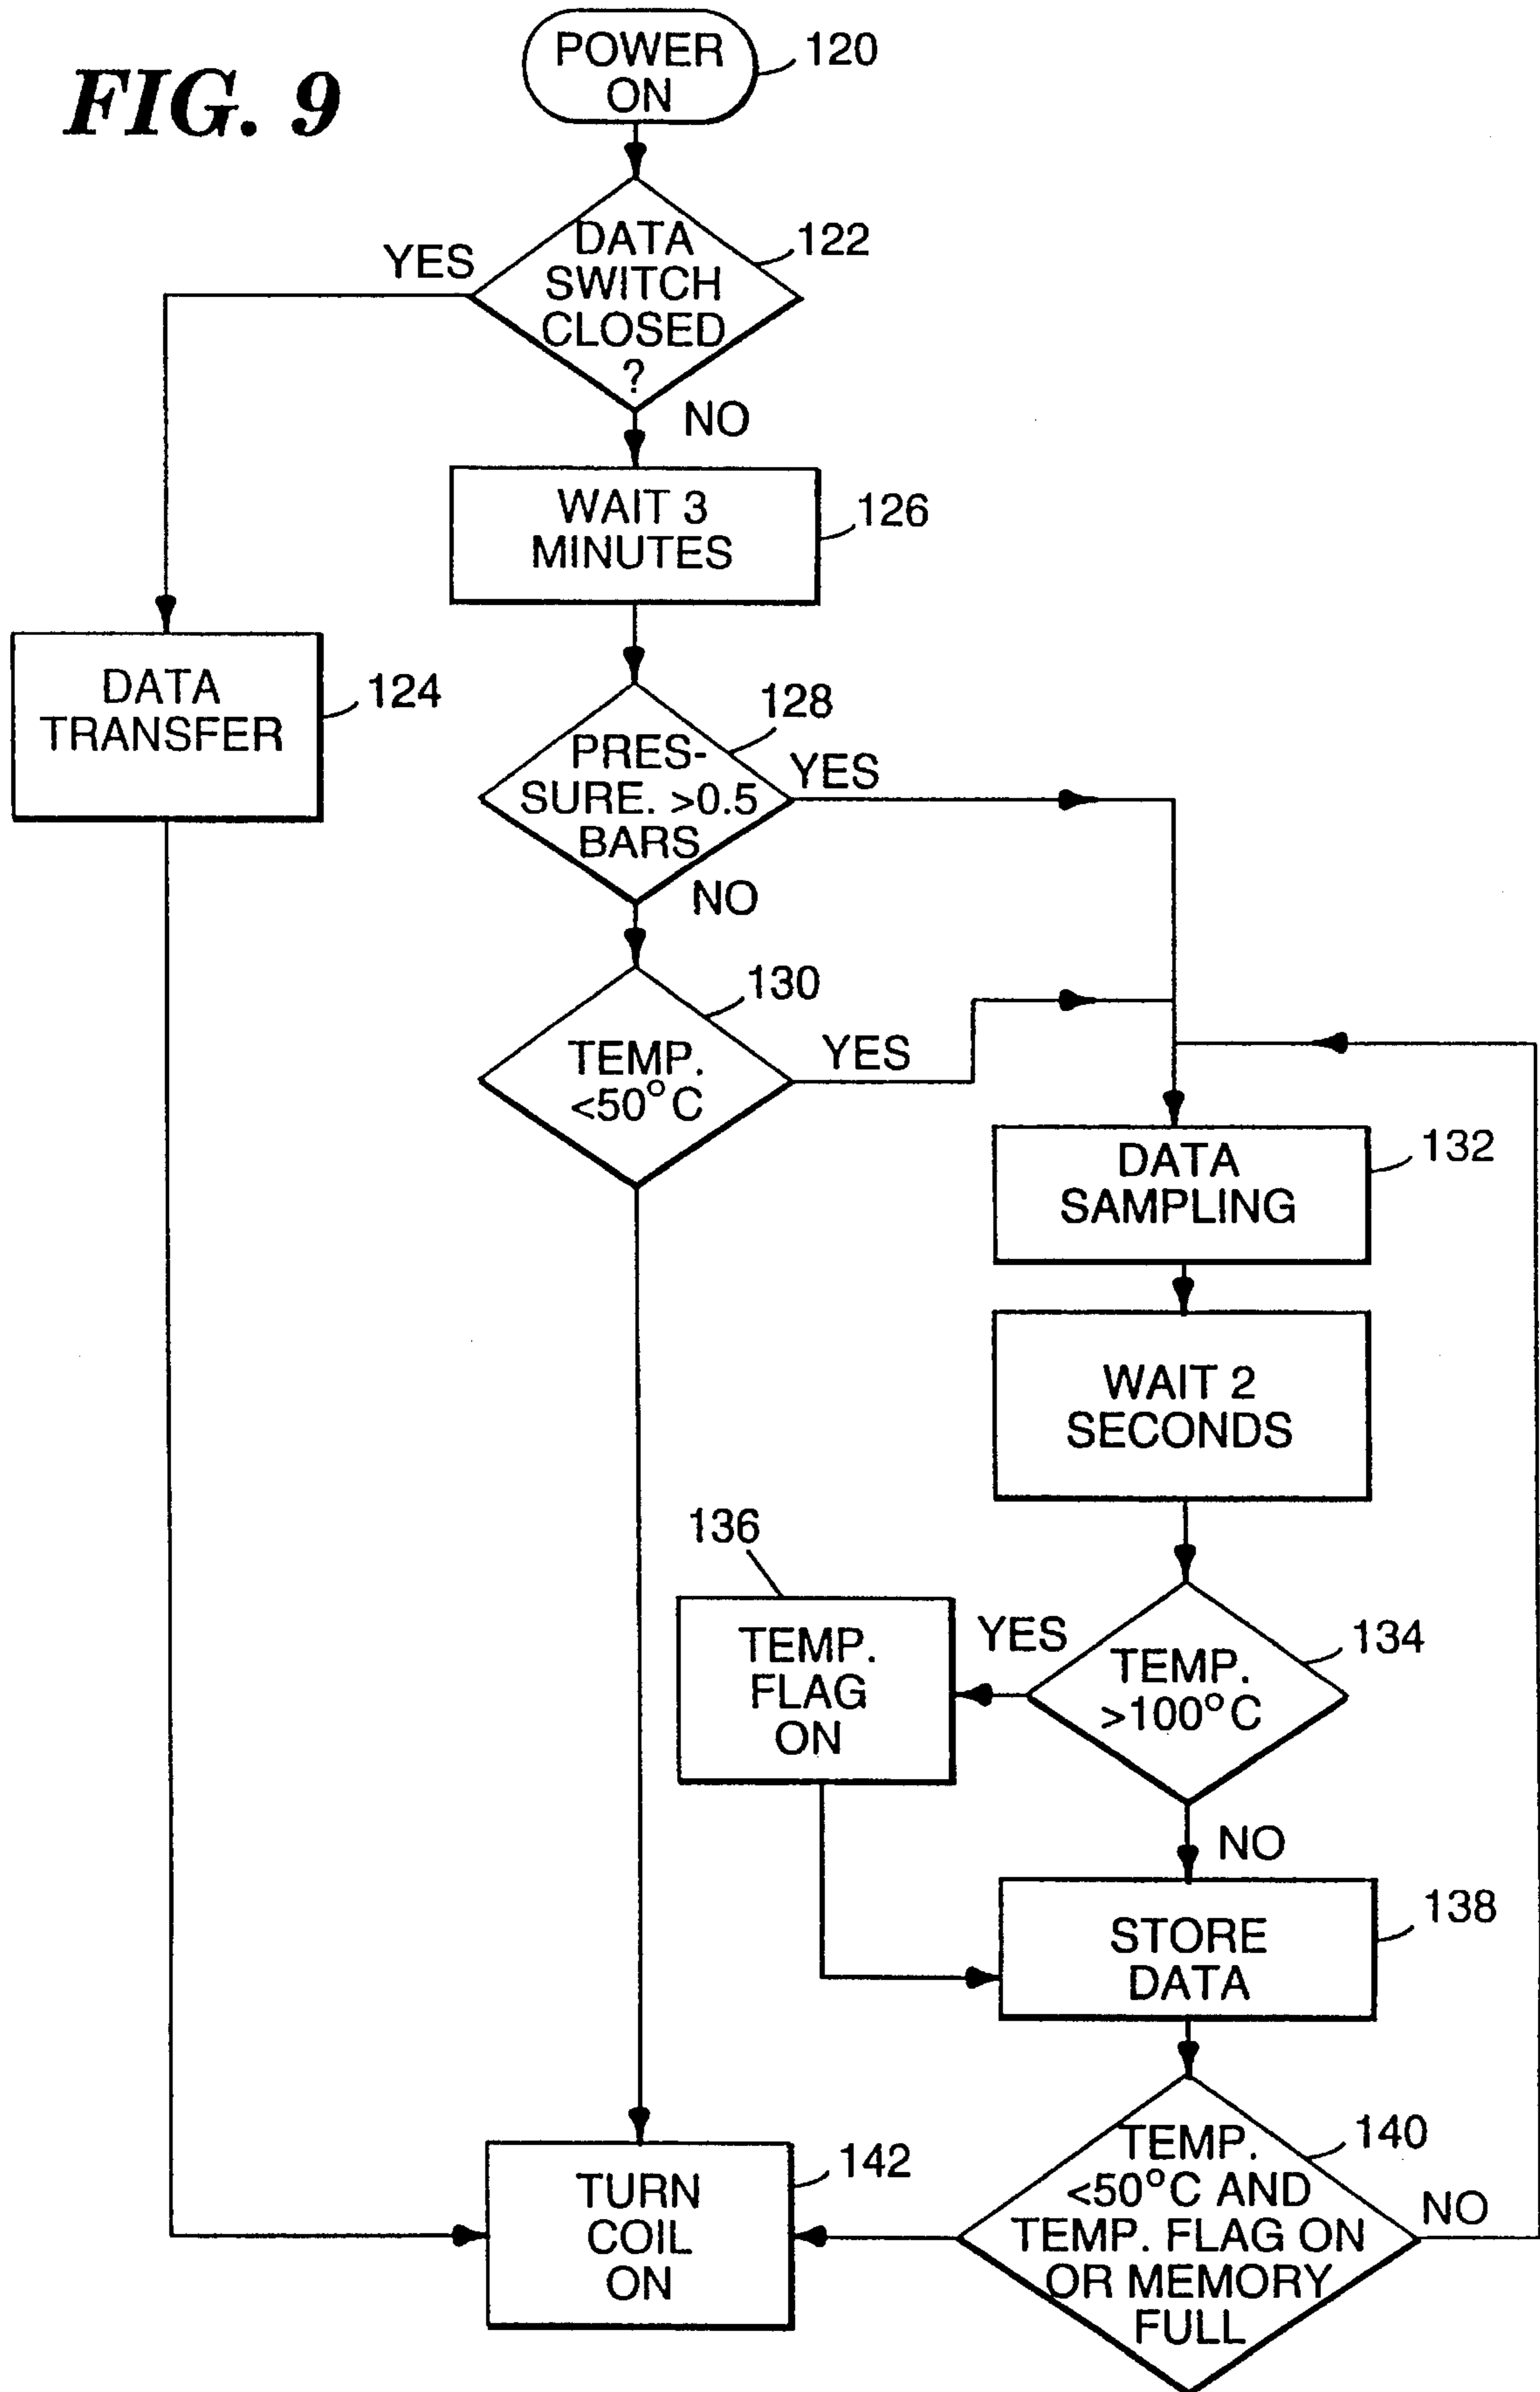 FIG. 9
POWER
ON
120
DATA
SWITCH
CLOSED
?
122
YES
NO
WAIT 3
MINUTES
126
DATA
TRANSFER
124
PRES-
SURE. >0.5
BARS
128
YES
NO
TEMP.
<50°C
130
YES
DATA
SAMPLING
132
WAIT 2
SECONDS
136
TEMP.
FLAG
ON
YES
TEMP.
>100°C
134
NO
STORE
DATA
138
TURN
COIL
ON
142
TEMP.
<50°C AND
TEMP. FLAG ON
OR MEMORY
FULL
140
NO